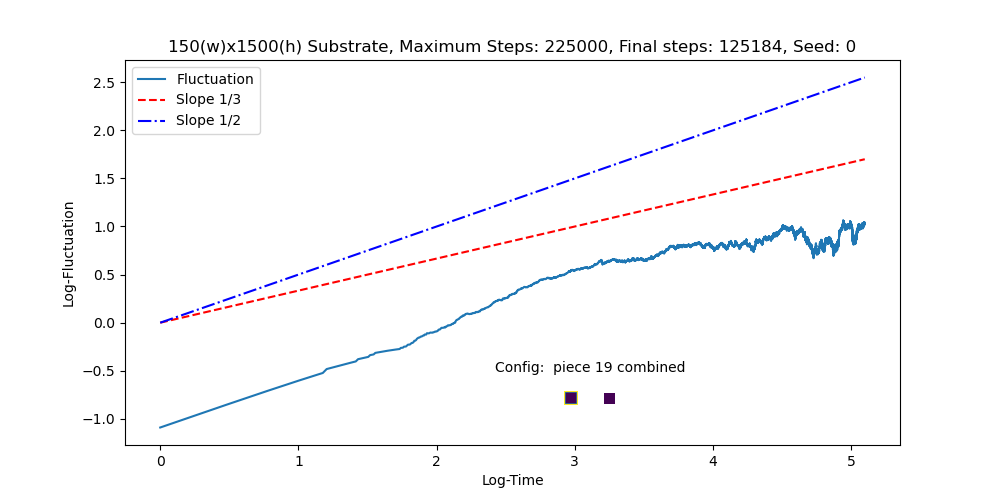 150(w)x1500(h) Substrate, Maximum Steps: 225000, Final steps: 125184, Seed: 0
Fluctuation
Slope 1/3
Slope 1/2
2.5
2.0
1.5
1.0
0.5
0.0
−0.5
−1.0
Log-Fluctuation
Config:  piece 19 combined
0 1 2 3 4 5
Log-Time